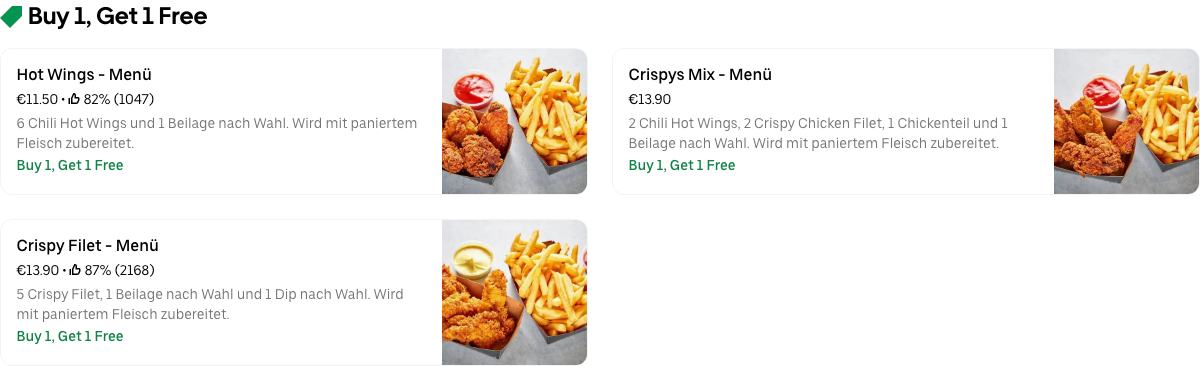 Buy 1, Get 1 Free
Hot Wings - Menü
€11.50 • 82% (1047)
6 Chili Hot Wings und 1 Beilage nach Wahl. Wird mit paniertem
Fleisch zubereitet.
Buy 1, Get 1 Free
Crispys Mix - Menü
€13.90
2 Chili Hot Wings, 2 Crispy Chicken Filet, 1 Chickenteil und 1
Beilage nach Wahl. Wird mit paniertem Fleisch zubereitet.
Buy 1, Get 1 Free
Crispy Filet - Menü
€13.90 • 87% (2168)
5 Crispy Filet, 1 Beilage nach Wahl und 1 Dip nach Wahl. Wird
mit paniertem Fleisch zubereitet.
Buy 1, Get 1 Free